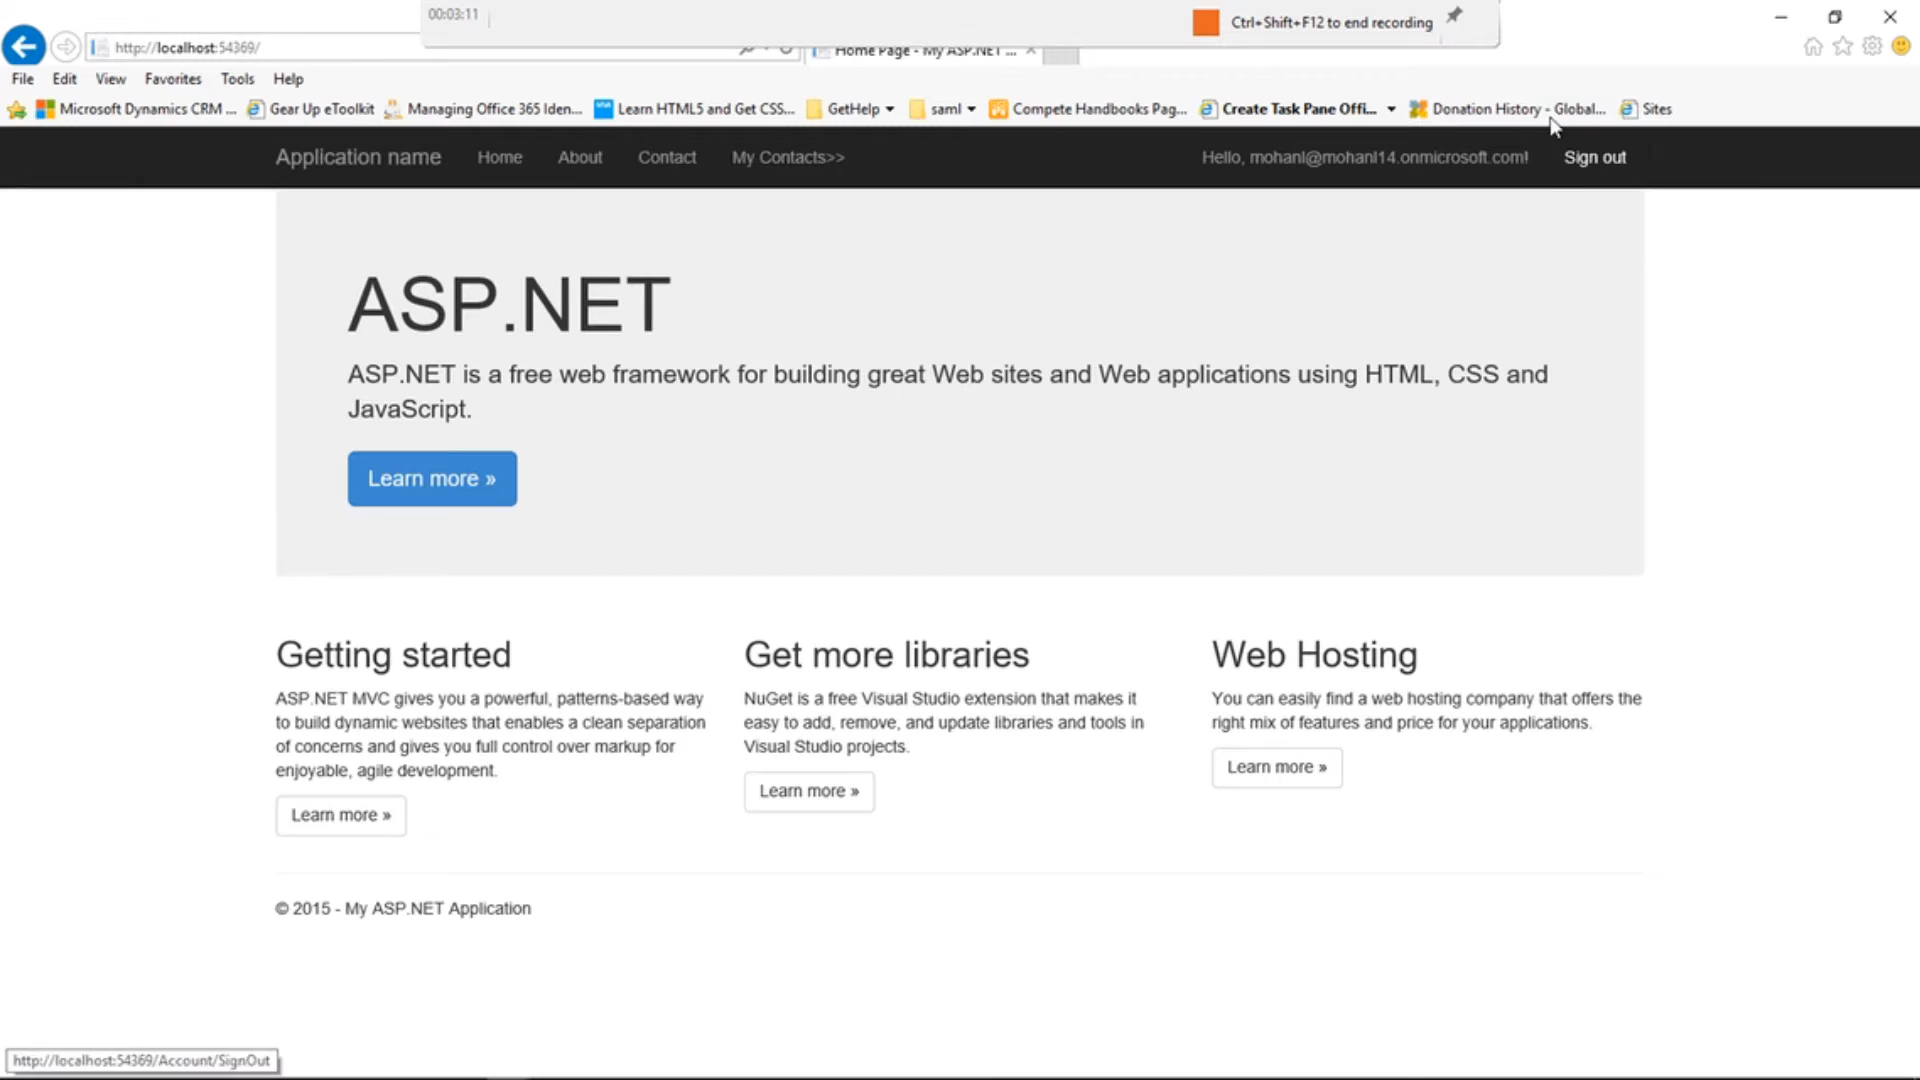 00:03:11
Ctrl+Shift+F12 to end recording
http://localhost:54369/
Home Page - My ASP.NET ...
File Edit View Favorites Tools Help
Microsoft Dynamics CRM ... Gear Up eToolkit Managing Office 365 Iden... Learn HTML5 and Get CSS... GetHelp saml Compete Handbooks Pag... Create Task Pane Offi... Donation History - Global... Sites
Application name Home About Contact My Contacts>> Hello, mohanl@mohanl14.onmicrosoft.com! Sign out
ASP.NET
ASP.NET is a free web framework for building great Web sites and Web applications using HTML, CSS and
JavaScript.
Learn more »
Getting started
ASP.NET MVC gives you a powerful, patterns-based way
to build dynamic websites that enables a clean separation
of concerns and gives you full control over markup for
enjoyable, agile development.
Learn more »
Get more libraries
NuGet is a free Visual Studio extension that makes it
easy to add, remove, and update libraries and tools in
Visual Studio projects.
Learn more »
Web Hosting
You can easily find a web hosting company that offers the
right mix of features and price for your applications.
Learn more »
© 2015 - My ASP.NET Application
http://localhost:54369/Account/SignOut